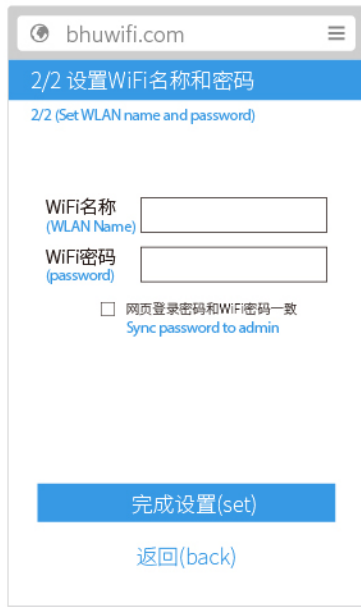 bhuwifi.com
2/2 设置WiFi名称和密码
2/2 (Set WLAN name and password)
WiFi名称
(WLAN Name)
WiFi密码
(password)
网页登录密码和WiFi密码一致
Sync password to admin
完成设置(set)
返回(back)